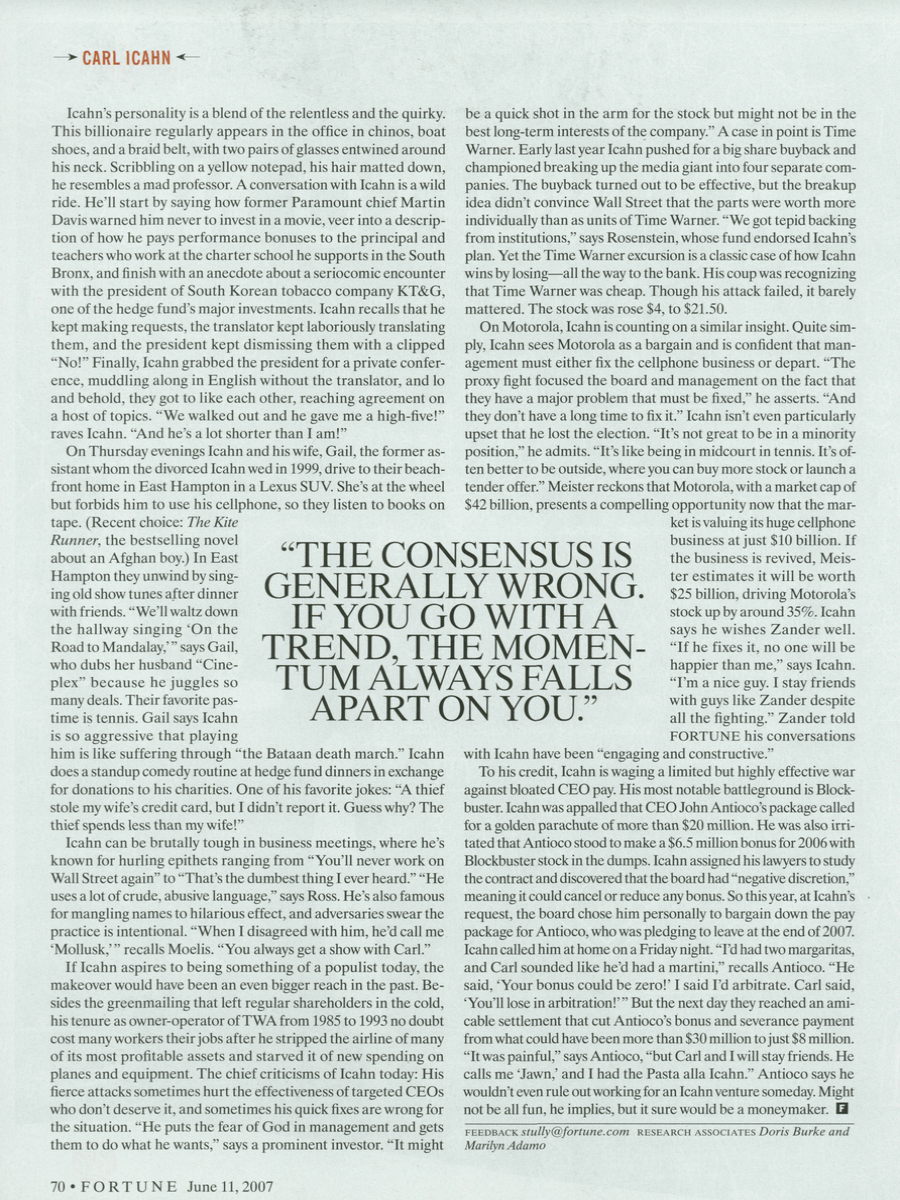 CARL ICAHN
Icahn's personality is a blend of the relentless and the quirky.
This billionaire regularly appears in the office in chinos, boat
shoes, and a braid belt, with two pairs of glasses entwined around
his neck. Scribbling on a yellow notepad, his hair matted down,
he resembles a mad professor. A conversation with Icahn is a wild
ride. He'll start by saying how former Paramount chief Martin
Davis warned him never to invest in a movie, veer into a descrip-
tion of how he pays performance bonuses to the principal and
teachers who work at the charter school he supports in the South
Bronx, and finish with an anecdote about a seriocomic encounter
with the president of South Korean tobacco company KT&G,
one of the hedge fund's major investments. Icahn recalls that he
kept making requests, the translator kept laboriously translating
them, and the president kept dismissing them with a clipped
“No!” Finally, Icahn grabbed the president for a private confer-
ence, muddling along in English without the translator, and lo
and behold, they got to like each other, reaching agreement on
a host of topics. “We walked out and he gave me a high-five!”
raves Icahn. “And he's a lot shorter than I am!”
On Thursday evenings Icahn and his wife, Gail, the former as-
sistant whom the divorced Icahn wed in 1999, drive to their beach-
front home in East Hampton in a Lexus SUV. She's at the wheel
but forbids him to use his cellphone, so they listen to books on
tape. (Recent choice: The Kite
Runner, the bestselling novel
about an Afghan boy.) In East
Hampton they unwind by sing-
ing old show tunes after dinner
with friends. “We'll waltz down
the hallway singing ‘On the
Road to Mandalay,’” says Gail,
who dubs her husband “Cine-
plex” because he juggles so
many deals. Their favorite pas-
time is tennis. Gail says Icahn
is so aggressive that playing
him is like suffering through “the Bataan death march.” Icahn
does a standup comedy routine at hedge fund dinners in exchange
for donations to his charities. One of his favorite jokes: “A thief
stole my wife's credit card, but I didn't report it. Guess why? The
thief spends less than my wife!”
Icahn can be brutally tough in business meetings, where he's
known for hurling epithets ranging from “You'll never work on
Wall Street again” to “That's the dumbest thing I ever heard.” “He
uses a lot of crude, abusive language,” says Ross. He's also famous
for mangling names to hilarious effect, and adversaries swear the
practice is intentional. “When I disagreed with him, he'd call me
‘Mollusk,’” recalls Moelis. “You always get a show with Carl.”
If Icahn aspires to being something of a populist today, the
makeover would have been an even bigger reach in the past. Be-
sides the greenmailing that left regular shareholders in the cold,
his tenure as owner-operator of TWA from 1985 to 1993 no doubt
cost many workers their jobs after he stripped the airline of many
of its most profitable assets and starved it of new spending on
planes and equipment. The chief criticisms of Icahn today: His
fierce attacks sometimes hurt the effectiveness of targeted CEOs
who don't deserve it, and sometimes his quick fixes are wrong for
the situation. “He puts the fear of God in management and gets
them to do what he wants,” says a prominent investor. “It might
be a quick shot in the arm for the stock but might not be in the
best long-term interests of the company.” A case in point is Time
Warner. Early last year Icahn pushed for a big share buyback and
championed breaking up the media giant into four separate com-
panies. The buyback turned out to be effective, but the breakup
idea didn't convince Wall Street that the parts were worth more
individually than as units of Time Warner. “We got tepid backing
from institutions,” says Rosenstein, whose fund endorsed Icahn's
plan. Yet the Time Warner excursion is a classic case of how Icahn
wins by losing—all the way to the bank. His coup was recognizing
that Time Warner was cheap. Though his attack failed, it barely
mattered. The stock was rose $4, to $21.50.
On Motorola, Icahn is counting on a similar insight. Quite sim-
ply, Icahn sees Motorola as a bargain and is confident that man-
agement must either fix the cellphone business or depart. “The
proxy fight focused the board and management on the fact that
they have a major problem that must be fixed,” he asserts. “And
they don't have a long time to fix it.” Icahn isn't even particularly
upset that he lost the election. “It's not great to be in a minority
position,” he admits. “It's like being in midcourt in tennis. It's of-
ten better to be outside, where you can buy more stock or launch a
tender offer.” Meister reckons that Motorola, with a market cap of
$42 billion, presents a compelling opportunity now that the mar-
ket is valuing its huge cellphone
business at just $10 billion. If
the business is revived, Meis-
ter estimates it will be worth
$25 billion, driving Motorola's
stock up by around 35%. Icahn
says he wishes Zander well.
“If he fixes it, no one will be
happier than me,” says Icahn.
“I'm a nice guy. I stay friends
with guys like Zander despite
all the fighting.” Zander told
FORTUNE his conversations
with Icahn have been “engaging and constructive.”
To his credit, Icahn is waging a limited but highly effective war
against bloated CEO pay. His most notable battleground is Block-
buster. Icahn was appalled that CEO John Antioco's package called
for a golden parachute of more than $20 million. He was also irri-
tated that Antioco stood to make a $6.5 million bonus for 2006 with
Blockbuster stock in the dumps. Icahn assigned his lawyers to study
the contract and discovered that the board had “negative discretion,”
meaning it could cancel or reduce any bonus. So this year, at Icahn's
request, the board chose him personally to bargain down the pay
package for Antioco, who was pledging to leave at the end of 2007.
Icahn called him at home on a Friday night. “I'd had two margaritas,
and Carl sounded like he'd had a martini,” recalls Antioco. “He
said, ‘Your bonus could be zero!’ I said I'd arbitrate. Carl said,
‘You'll lose in arbitration!’” But the next day they reached an ami-
cable settlement that cut Antioco's bonus and severance payment
from what could have been more than $30 million to just $8 million.
“It was painful,” says Antioco, “but Carl and I will stay friends. He
calls me ‘Jawn,’ and I had the Pasta alla Icahn.” Antioco says he
wouldn't even rule out working for an Icahn venture someday. Might
not be all fun, he implies, but it sure would be a moneymaker. F
“THE CONSENSUS IS
GENERALLY WRONG.
IF YOU GO WITH A
TREND, THE MOMEN-
TUM ALWAYS FALLS
APART ON YOU.”
FEEDBACK stully@fortune.com RESEARCH ASSOCIATES Doris Burke and
Marilyn Adamo
70 • FORTUNE June 11, 2007